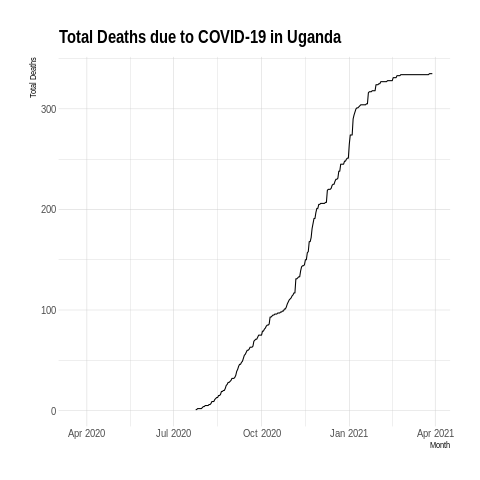 Total Deaths due to COVID-19 in Uganda
Total Deaths
300
200
100
0
Apr 2020
Jul 2020
Oct 2020
Jan 2021
Apr 2021
Month